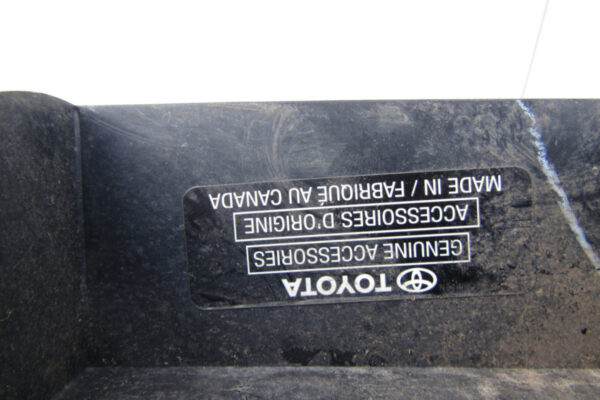 TOYOTA
GENUINE ACCESSORIES
ACCESSOIRES D'ORIGINE
MADE IN / FABRIQUÉ AU CANADA